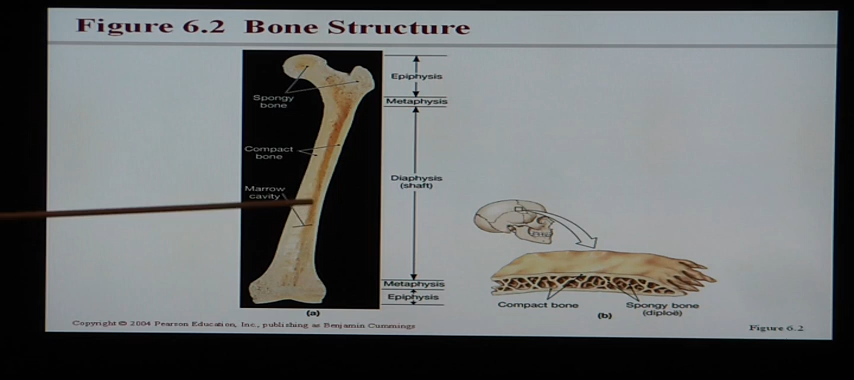 Figure 6.2 Bone Structure
Spongy
bone
Compact
bone
Marrow
cavity
Epiphysis
Metaphysis
Diaphysis
(shaft)
Metaphysis
Epiphysis
(a)
Compact bone
Spongy bone
(diploë)
(b)
Copyright © 2004 Pearson Education, Inc., publishing as Benjamin Cummings
Figure 6.2